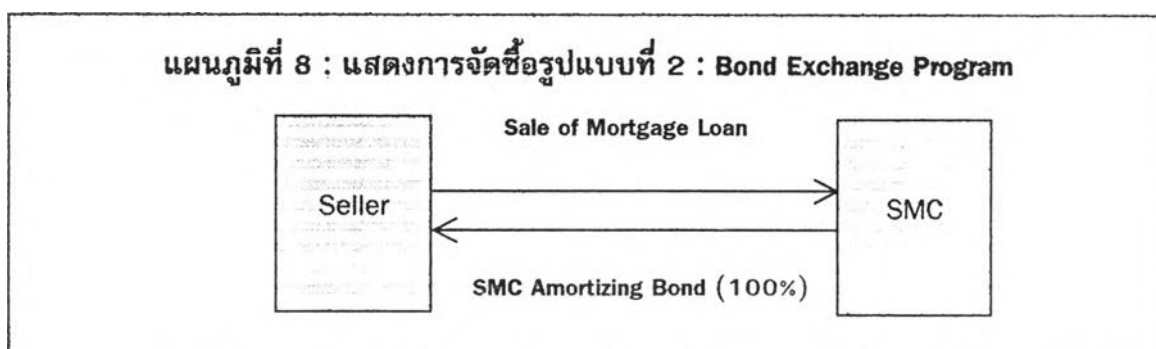 แผนภูมิที่ 8 : แสดงการจัดซื้อรูปแบบที่ 2 : Bond Exchange Program
Sale of Mortgage Loan
Seller
SMC
SMC Amortizing Bond (100%)